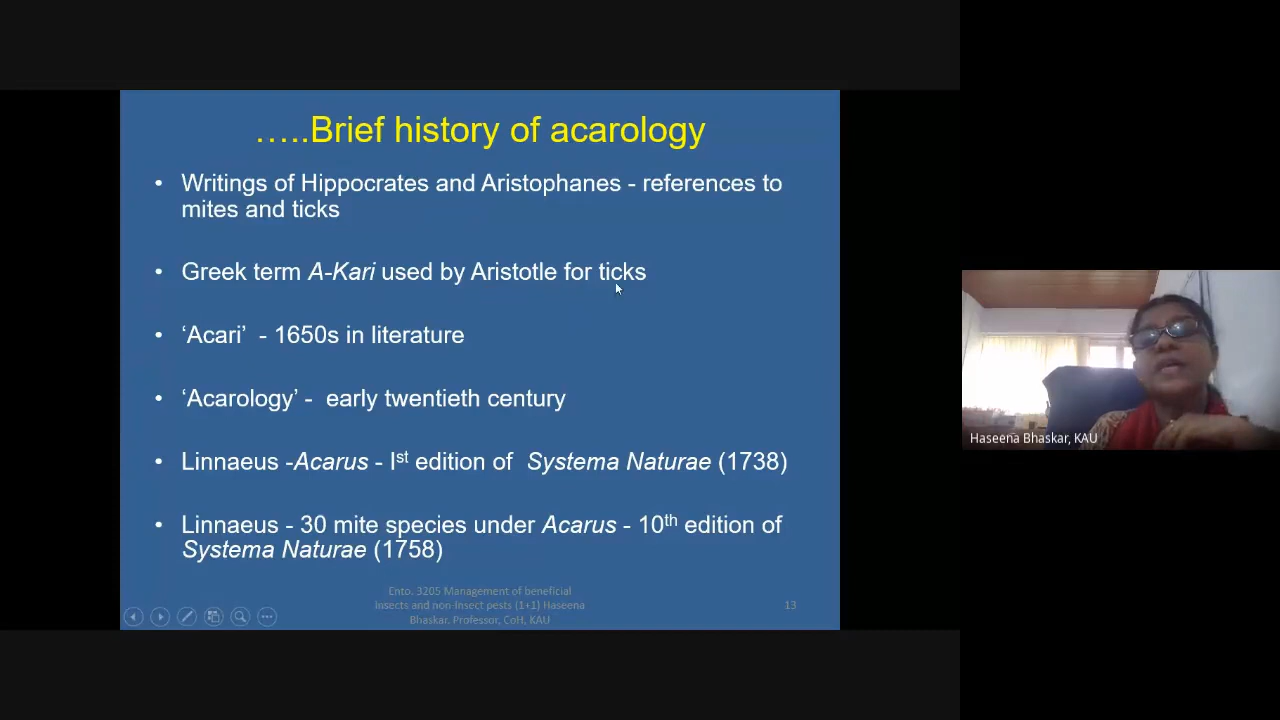 …..Brief history of acarology
• Writings of Hippocrates and Aristophanes - references to
mites and ticks
• Greek term A-Kari used by Aristotle for ticks
• ‘Acari’ - 1650s in literature
• ‘Acarology’ - early twentieth century
• Linnaeus -Acarus - Ist edition of Systema Naturae (1738)
• Linnaeus - 30 mite species under Acarus - 10th edition of
Systema Naturae (1758)
Ento. 3205 Management of beneficial
Insects and non-Insect pests (1+1) Haseena
Bhaskar. Professor, CoH, KAU
13
Haseena Bhaskar, KAU